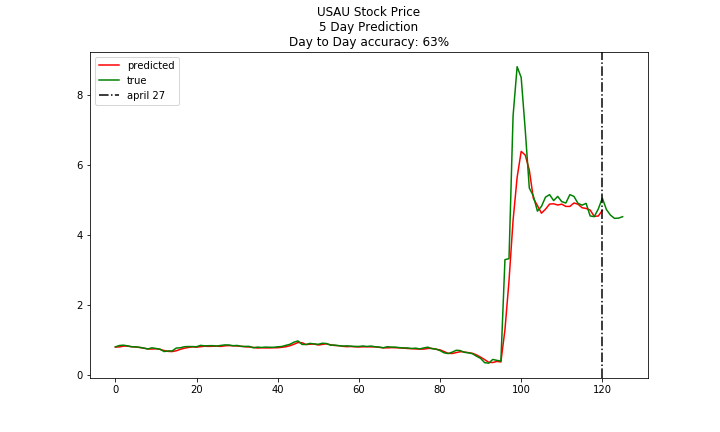 USAU Stock Price
5 Day Prediction
Day to Day accuracy: 63%
predicted
true
april 27
8
6
4
2
0
0 20 40 60 80 100 120